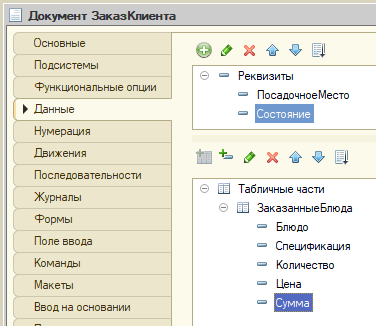 Документ ЗаказКлиента
Основные
Подсистемы
Функциональные опции
Данные
Нумерация
Движения
Последовательности
Журналы
Формы
Поле ввода
Команды
Макеты
Ввод на основании
Реквизиты
ПосадочноеМесто
Состояние
Табличные части
ЗаказанныеБлюда
Блюдо
Спецификация
Количество
Цена
Сумма